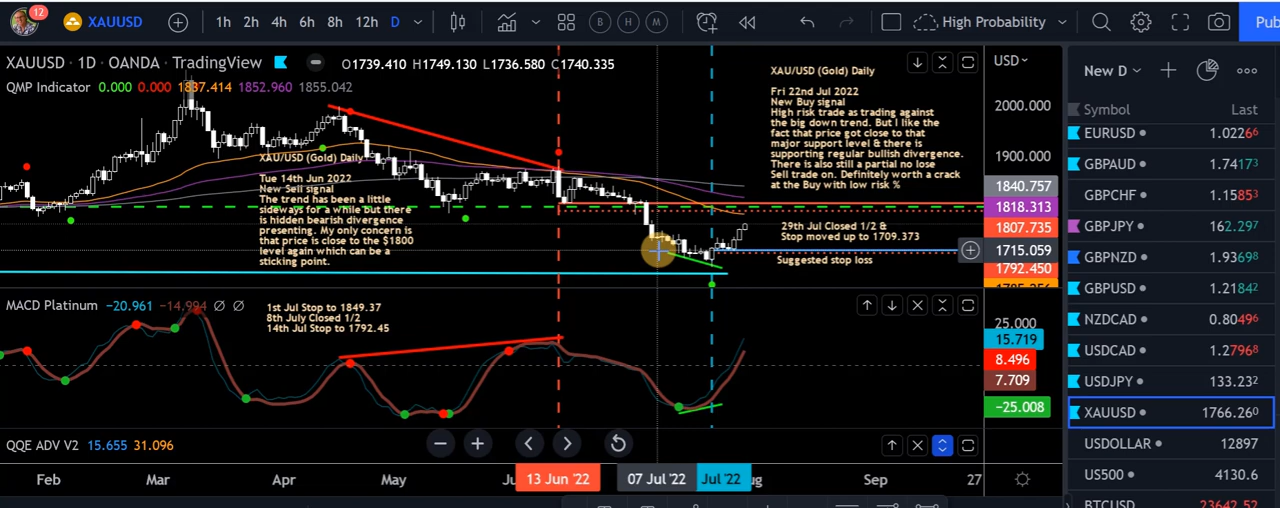 12
XAUUSD
1h 2h 4h 6h 8h 12h D
B H M
High Probability
Pub
XAUUSD · 1D · OANDA · TradingView
O1739.410 H1749.130 L1736.580 C1740.335
QMP Indicator 0.000 0.000 1837.414 1852.960 1855.042
USD
2000.000
1900.000
1840.757
1818.313
1807.735
1715.059
1792.450
XAU/USD (Gold) Daily
Fri 22nd Jul 2022
New Buy signal
High risk trade as trading against
the big down trend. But I like the
fact that price got close to that
major support level & there is
supporting regular bullish divergence.
There is also still a partial no lose
Sell trade on. Definitely worth a crack
at the Buy with low risk %
XAU/USD (Gold) Daily
Tue 14th Jun 2022
New Sell signal
The trend has been a little
sideways for a while but there
is hidden bearish divergence
presenting. My only concern is
that price is close to the $1800
level again which can be a
sticking point.
29th Jul Closed 1/2 &
Stop moved up to 1709.373
Suggested stop loss
MACD Platinum −20.961 −14.994 Ø Ø
1st Jul Stop to 1849.37
8th July Closed 1/2
14th Jul Stop to 1792.45
25.000
15.719
8.496
7.709
−25.008
QQE ADV V2 15.655 31.096
Feb Mar Apr May 13 Jun '22 07 Jul '22 Jul '22 Sep 27
New D
Symbol Last
EURUSD 1.02266
GBPAUD 1.74173
GBPCHF 1.15853
GBPJPY 162.297
GBPNZD 1.93698
GBPUSD 1.21842
NZDCAD 0.80496
USDCAD 1.27968
USDJPY 133.232
XAUUSD 1766.260
USDOLLAR 12897
US500 4130.6
BTCUSD 23642.52